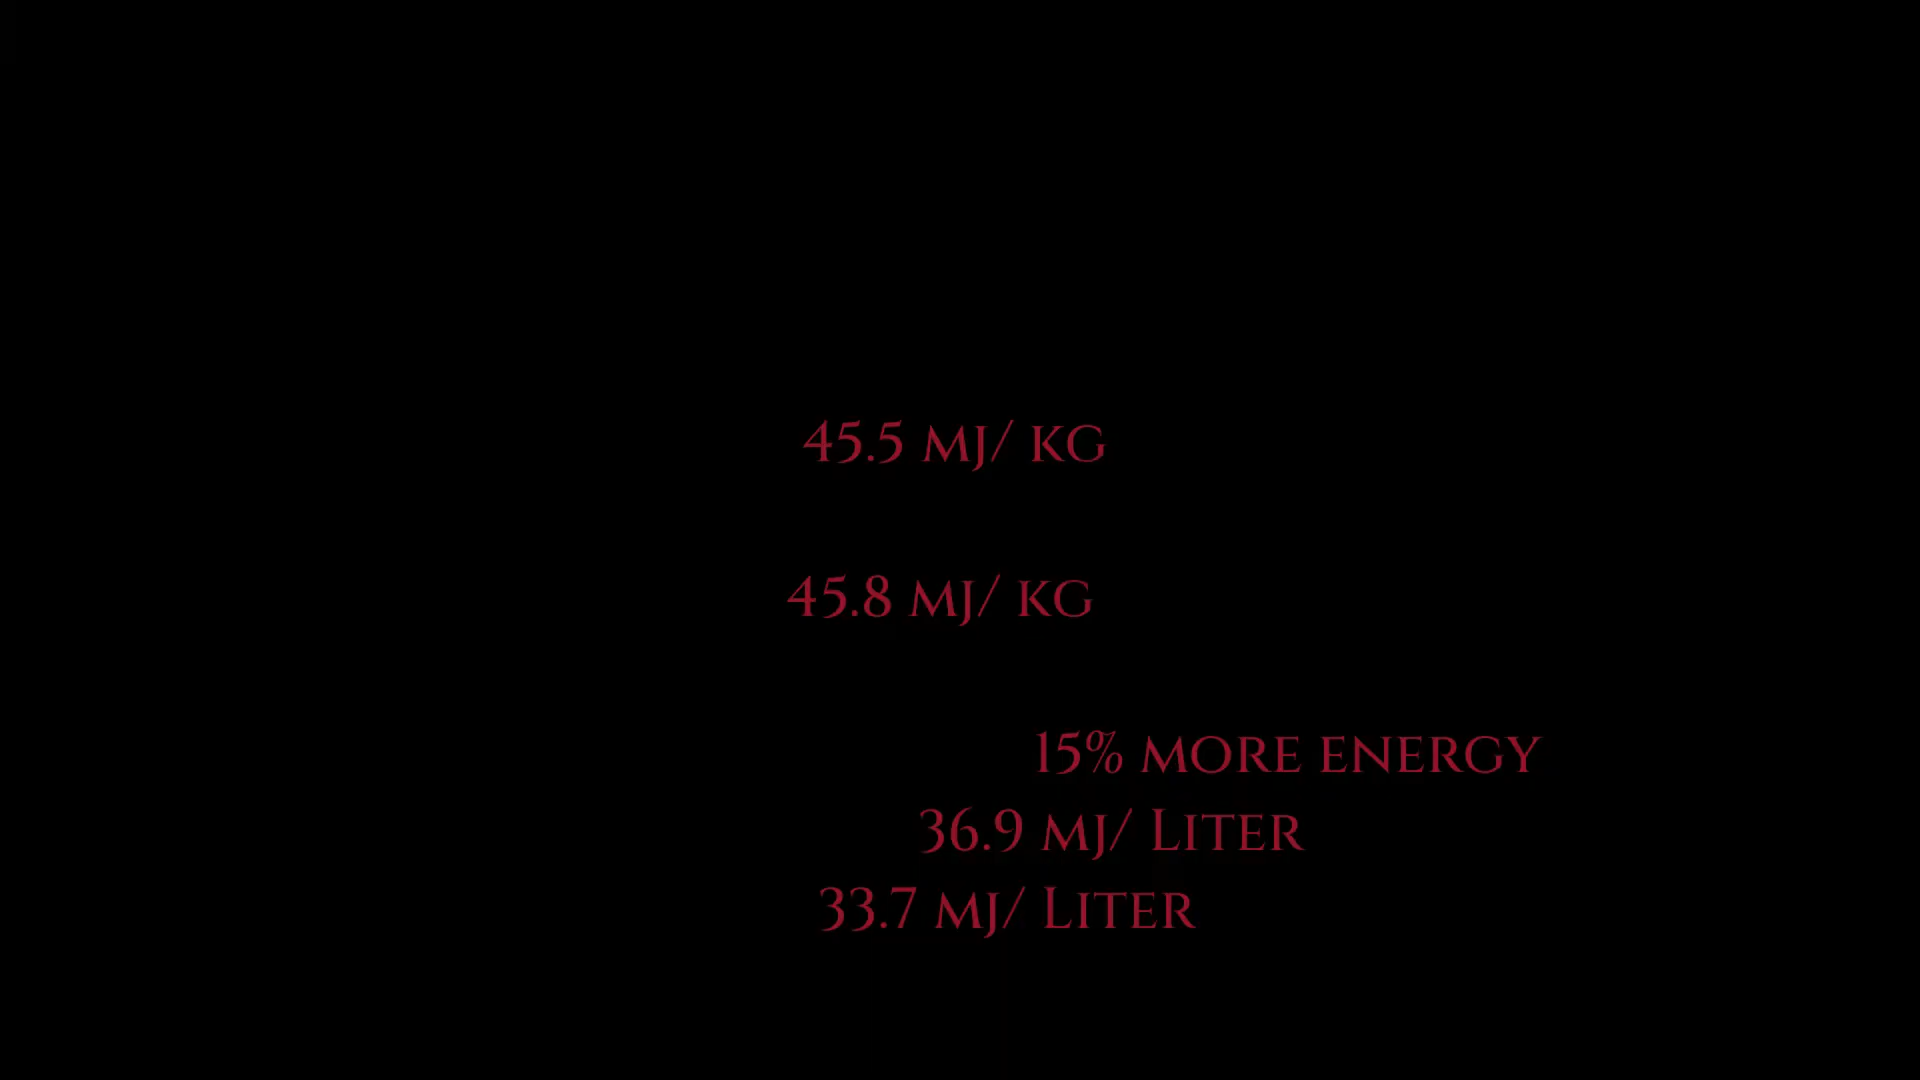 45.5 MJ/ KG
45.8 MJ/ KG
15% MORE ENERGY
36.9 MJ/ LITER
33.7 MJ/ LITER